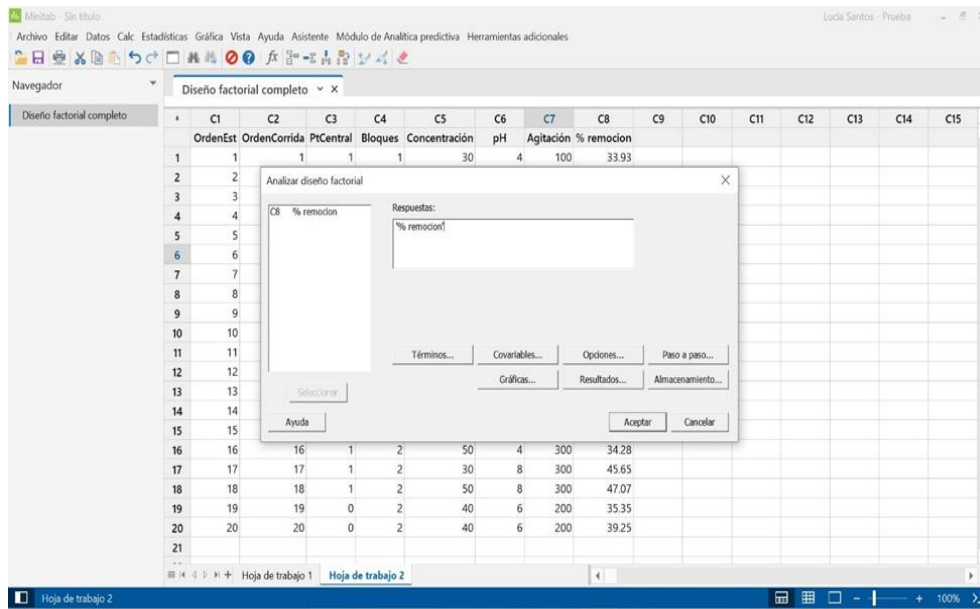 Minitab - Sin título
Lucia Santos - Prueba
Archivo Editar Datos Calc Estadísticas Gráfica Vista Ayuda Asistente Módulo de Analítica predictiva Herramientas adicionales
Navegador
Diseño factorial completo
Diseño factorial completo
C1 C2 C3 C4 C5 C6 C7 C8 C9 C10 C11 C12 C13 C14 C15
OrdenEst OrdenCorrida PtCentral Bloques Concentración pH Agitación % remocion
1 1 1 1 1 30 4 100 33.93
2 2
3 3
4 4
5 5
6 6
7 7
8 8
9 9
10 10
11 11
12 12
13 13
14 14
15 15
Analizar diseño factorial
C8 % remocion
Respuestas:
'% remocion'
Términos... Covariables... Opciones... Paso a paso...
Gráficas... Resultados... Almacenamiento...
Seleccionar
Ayuda
Aceptar Cancelar
16 16 16 1 2 50 4 300 34.28
17 17 17 1 2 30 8 300 45.65
18 18 18 1 2 50 8 300 47.07
19 19 19 0 2 40 6 200 35.35
20 20 20 0 2 40 6 200 39.25
21
Hoja de trabajo 1 Hoja de trabajo 2
Hoja de trabajo 2
100%